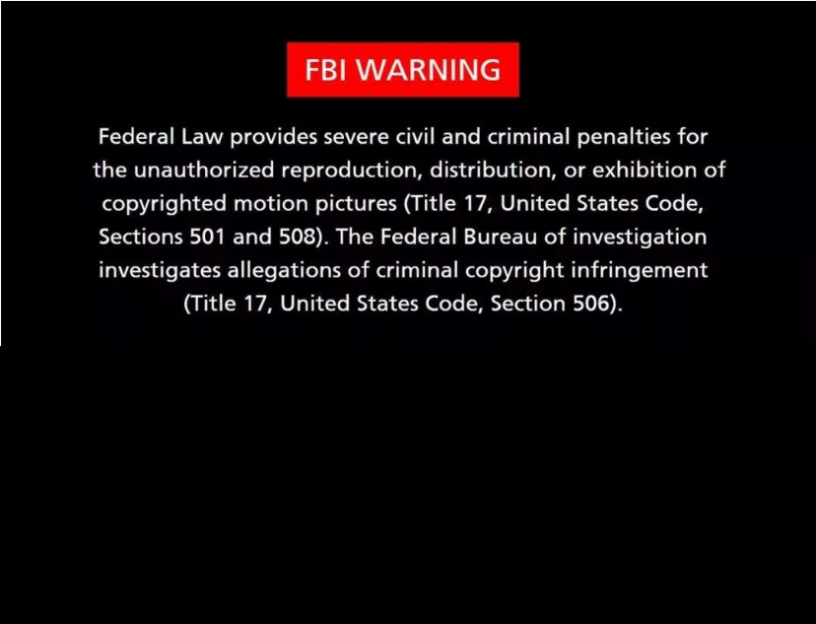 FBI WARNING
Federal Law provides severe civil and criminal penalties for
the unauthorized reproduction, distribution, or exhibition of
copyrighted motion pictures (Title 17, United States Code,
Sections 501 and 508). The Federal Bureau of investigation
investigates allegations of criminal copyright infringement
(Title 17, United States Code, Section 506).